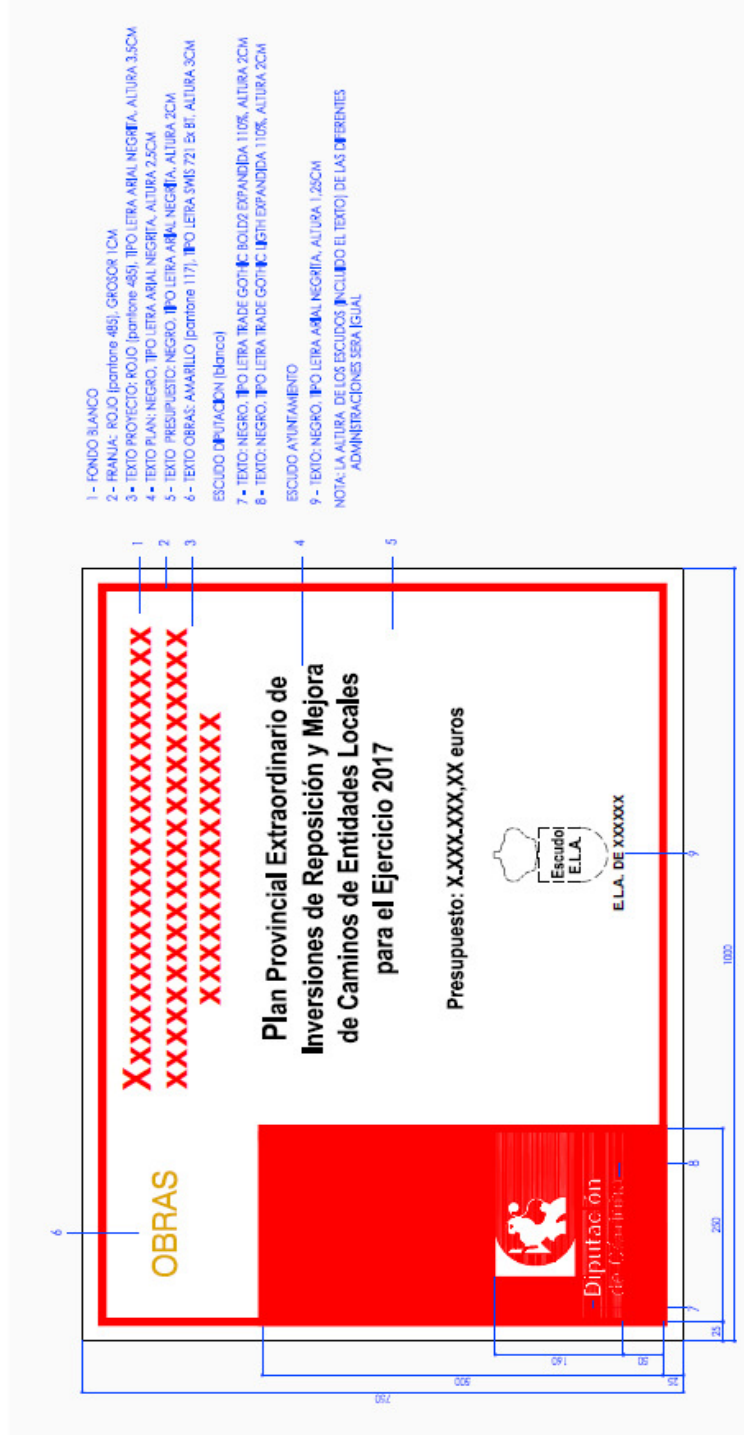 OBRAS
Xxxxxxxxxxxxxxxxxxxxxx
xxxxxxxxxxxxxxxxxxxxxxx
xxxxxxxxxxxxxx
Plan Provincial Extraordinario de
Inversiones de Reposición y Mejora
de Caminos de Entidades Locales
para el Ejercicio 2017
Presupuesto: X.XXX.XXX,XX euros
Escudo
E.L.A.
E.L.A. DE XXXXXX
Diputación
1
2
3
4
5
6
7
8
9
750
500
160
50
25
25
250
1000
1 - FONDO BLANCO
2 - FRANJA: ROJO (pantone 485), GROSOR 1CM
3 - TEXTO PROYECTO: ROJO (pantone 485), TIPO LETRA ARIAL NEGRITA, ALTURA 3,5CM
4 - TEXTO PLAN: NEGRO, TIPO LETRA ARIAL NEGRITA, ALTURA 2,5CM
5 - TEXTO PRESUPUESTO: NEGRO, TIPO LETRA ARIAL NEGRITA, ALTURA 2CM
6 - TEXTO OBRAS: AMARILLO (pantone 117), TIPO LETRA SWIS 721 Ex BT, ALTURA 3CM
ESCUDO DIPUTACION (blanco)
7 - TEXTO: NEGRO, TIPO LETRA TRADE GOTHIC BOLD2 EXPANDIDA 110%, ALTURA 2CM
8 - TEXTO: NEGRO, TIPO LETRA TRADE GOTHIC LIGTH EXPANDIDA 110%, ALTURA 2CM
ESCUDO AYUNTAMIENTO
9 - TEXTO: NEGRO, TIPO LETRA ARIAL NEGRITA, ALTURA 1,25CM
NOTA: LA ALTURA DE LOS ESCUDOS (INCLUIDO EL TEXTO) DE LAS DIFERENTES
ADMINISTRACIONES SERA IGUAL